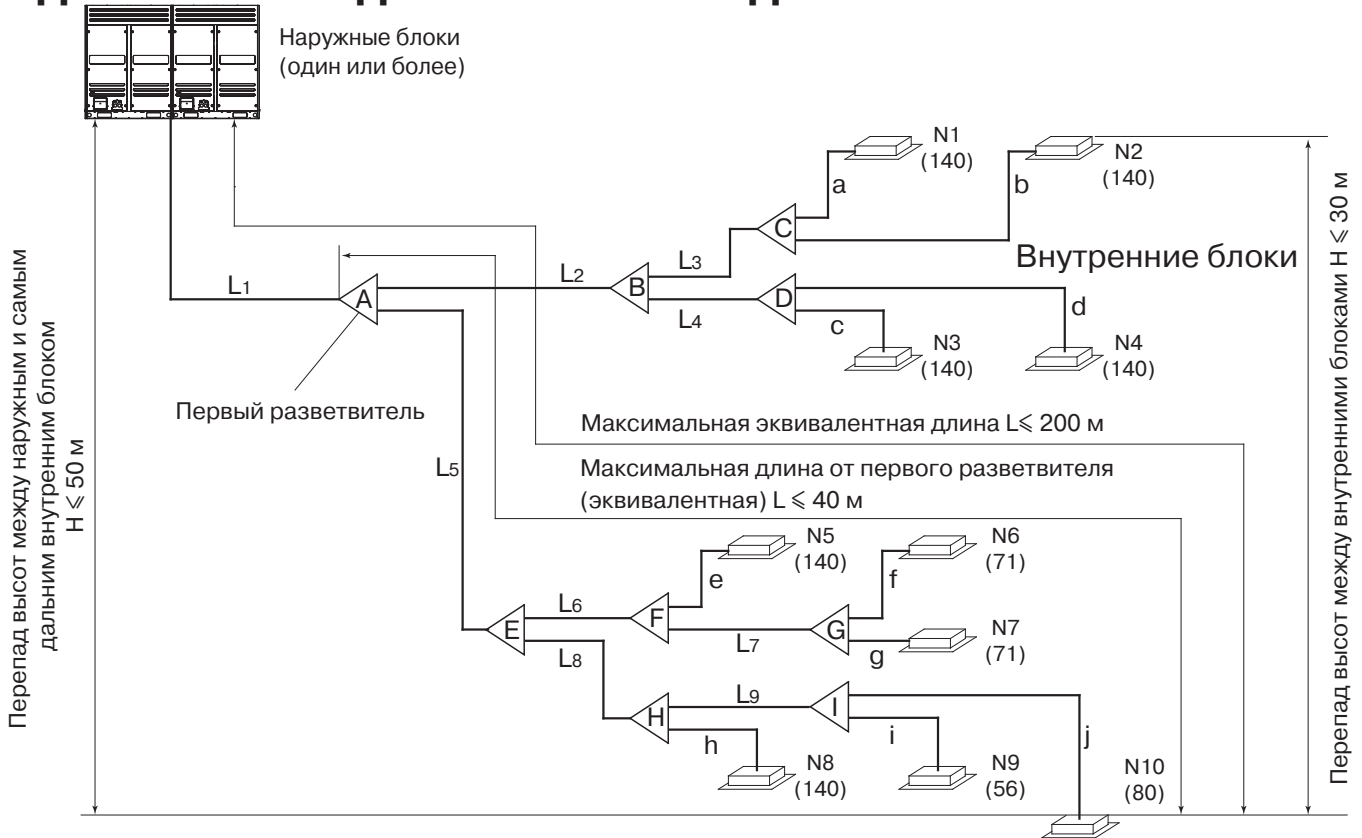 Наружные блоки
(один или более)
N1
(140)
N2
(140)
a
b
C
Внутренние блоки
L1
A
L2
B
L3
L4
D
c
d
N3
(140)
N4
(140)
Первый разветвитель
Максимальная эквивалентная длина L⩽ 200 м
Максимальная длина от первого разветвителя
(эквивалентная) L ⩽ 40 м
L5
N5
(140)
N6
(71)
e
f
E
L6
F
L7
G
g
N7
(71)
L8
H
L9
I
h
i
j
N8
(140)
N9
(56)
N10
(80)
Перепад высот между наружным и самым
дальним внутренним блоком
H ⩽ 50 м
Перепад высот между внутренними блоками H ⩽ 30 м